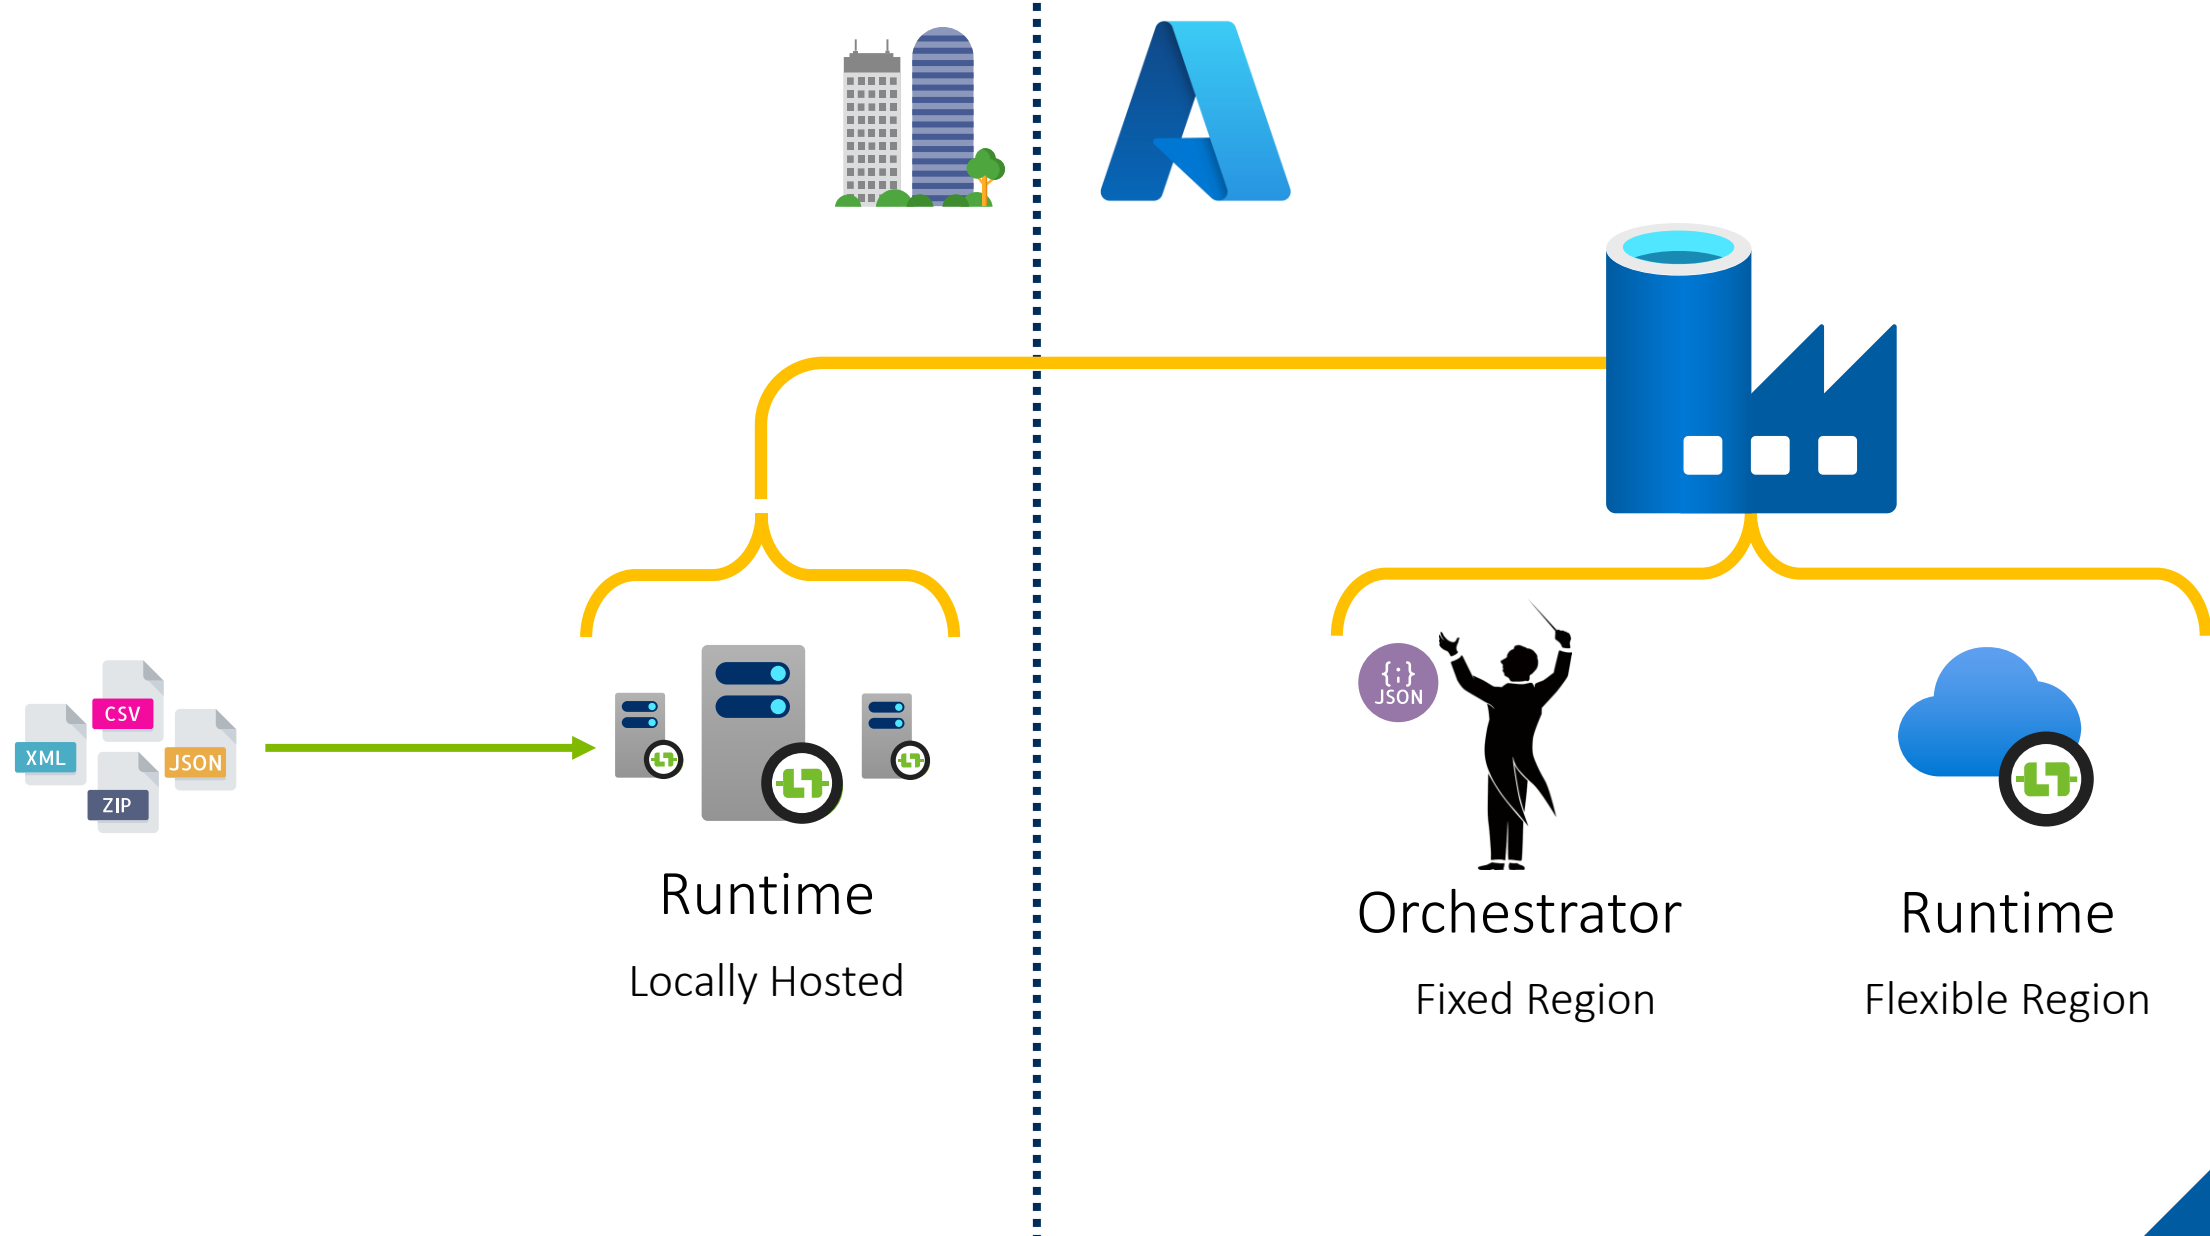 CSV
XML
JSON
ZIP
{;}
JSON
Runtime
Locally Hosted
Orchestrator
Fixed Region
Runtime
Flexible Region